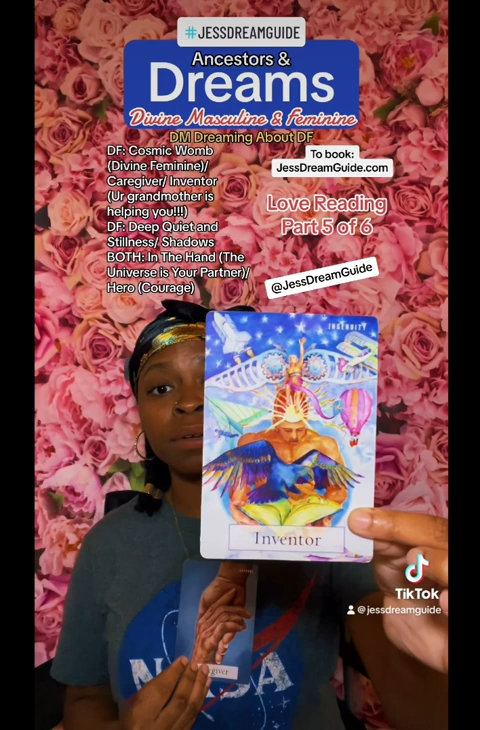 #JESSDREAMGUIDE
Ancestors &
Dreams
Divine Masculine & Feminine
DM Dreaming About DF
DF: Cosmic Womb
(Divine Feminine)/
Caregiver/ Inventor
(Ur grandmother is
helping you!!!)
DF: Deep Quiet and
Stillness/ Shadows
BOTH: In The Hand (The
Universe is Your Partner)/
Hero (Courage)
To book:
JessDreamGuide.com
Love Reading
Part 5 of 6
@JessDreamGuide
INGENUITY
Inventor
TikTok
@jessdreamguide